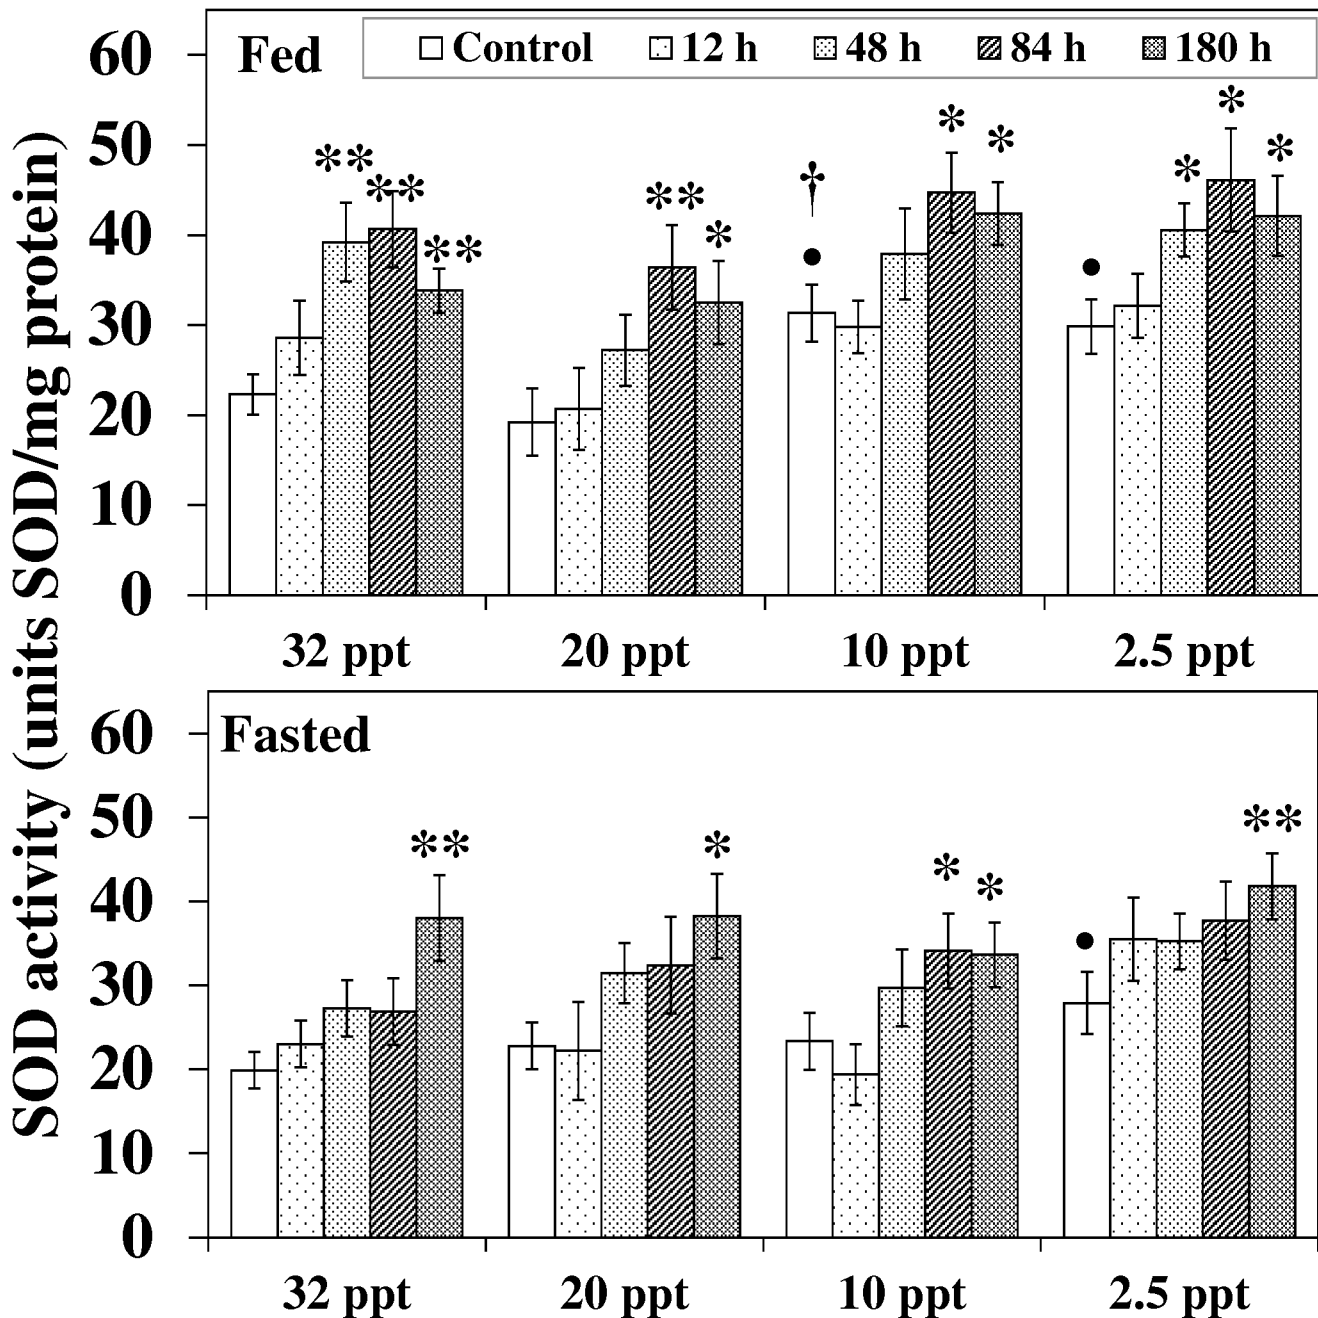 SOD activity (units SOD/mg protein)
Fed
Control 12 h 48 h 84 h 180 h
60
50
40
30
20
10
0
** ** **
** *
† • * *
• * * *
32 ppt 20 ppt 10 ppt 2.5 ppt
Fasted
60
50
40
30
20
10
0
**
*
* *
• **
32 ppt 20 ppt 10 ppt 2.5 ppt